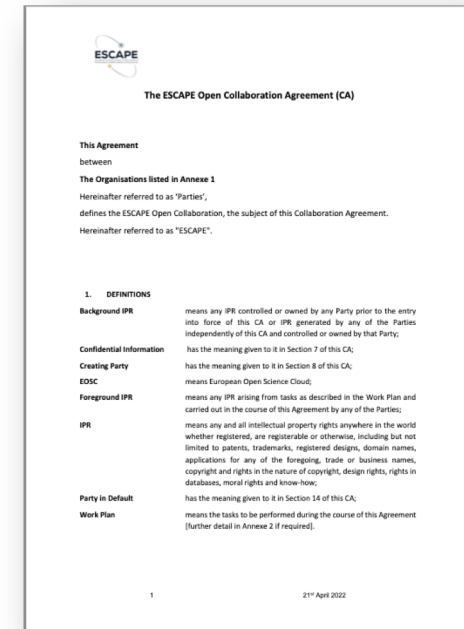 ESCAPE
The ESCAPE Open Collaboration Agreement (CA)
This Agreement
between
The Organisations listed in Annexe 1
Hereinafter referred to as 'Parties',
defines the ESCAPE Open Collaboration, the subject of this Collaboration Agreement.
Hereinafter referred to as "ESCAPE".
1. DEFINITIONS
Background IPR means any IPR controlled or owned by any Party prior to the entry
into force of this CA or IPR generated by any of the Parties
independently of this CA and controlled or owned by that Party;
Confidential Information has the meaning given to it in Section 7 of this CA;
Creating Party has the meaning given to it in Section 8 of this CA;
EOSC means European Open Science Cloud;
Foreground IPR means any IPR arising from tasks as described in the Work Plan and
carried out in the course of this Agreement by any of the Parties;
IPR means any and all intellectual property rights anywhere in the world
whether registered, are registerable or otherwise, including but not
limited to patents, trademarks, registered designs, domain names,
applications for any of the foregoing, trade or business names,
copyright and rights in the nature of copyright, design rights, rights in
databases, moral rights and know-how;
Party in Default has the meaning given to it in Section 14 of this CA;
Work Plan means the tasks to be performed during the course of this Agreement
[further detail in Annexe 2 if required].
1 21st April 2022